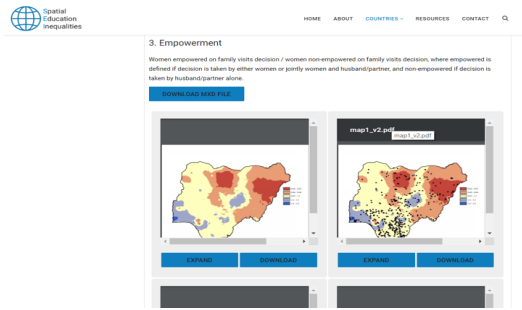 Spatial
Education
Inequalities
HOME ABOUT COUNTRIES RESOURCES CONTACT
3. Empowerment
Women empowered on family visits decision / women non-empowered on family visits decision, where empowered is
defined if decision is taken by either women or jointly women and husband/partner, and non-empowered if decision is
taken by husband/partner alone.
DOWNLOAD MXD FILE
map1_v2.pdf
map1_v2.pdf
EXPAND DOWNLOAD EXPAND DOWNLOAD